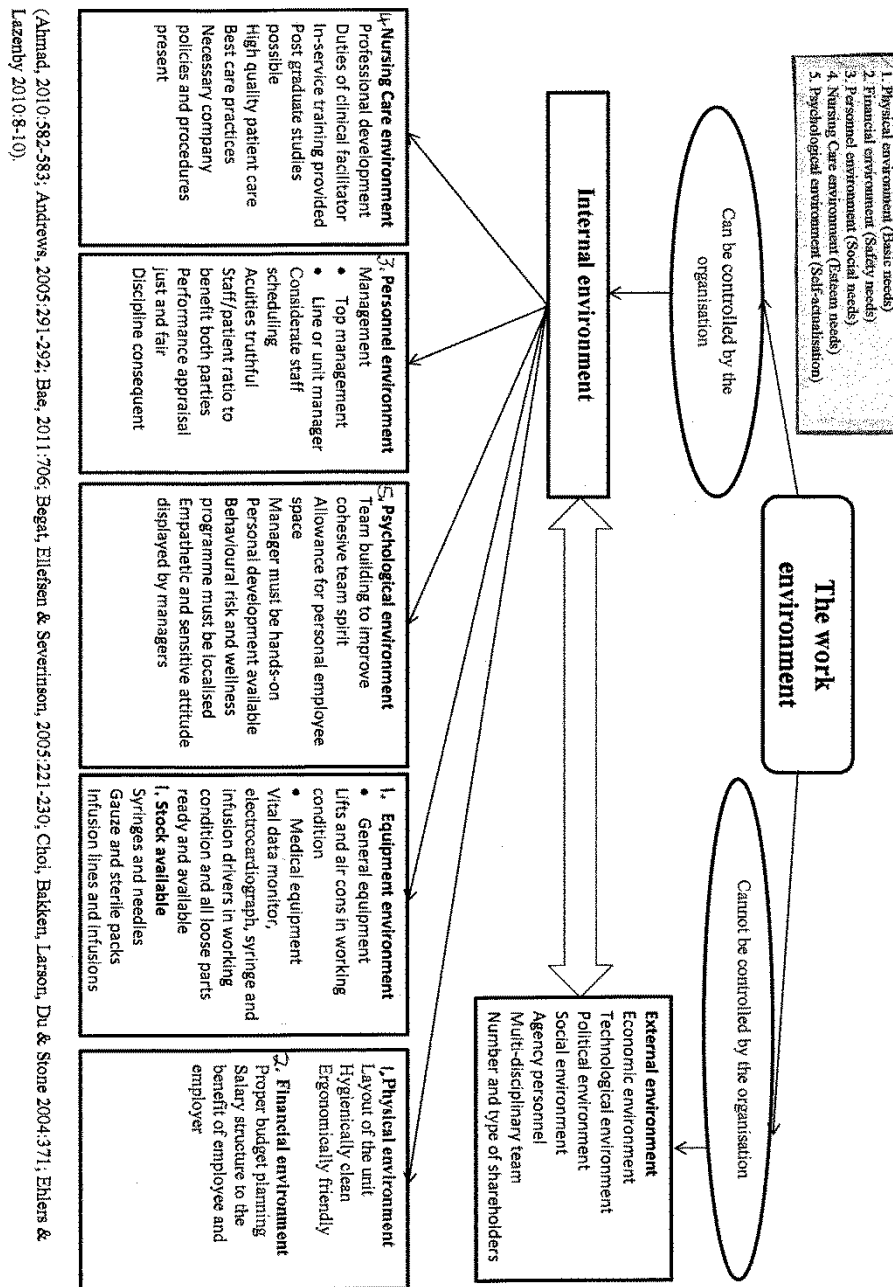 1. Physical environment (Basic needs)
2. Financial environment (Safety needs)
3. Personnel environment (Social needs)
4. Nursing Care environment (Esteem needs)
5. Psychological environment (Self-actualisation)
The work
environment
Can be controlled by the
organisation
Cannot be controlled by the organisation
Internal environment
External environment
Economic environment
Technological environment
Political environment
Social environment
Agency personnel
Multi-disciplinary team
Number and type of shareholders
4. Nursing Care environment
Professional development
Duties of clinical facilitator
In-service training provided
Post graduate studies
possible
High quality patient care
Best care practices
Necessary company
policies and procedures
present
3. Personnel environment
Management
• Top management
• Line or unit manager
Considerate staff
scheduling
Acuities truthful
Staff/patient ratio to
benefit both parties
Performance appraisal
just and fair
Discipline consequent
5. Psychological environment
Team building to improve
cohesive team spirit
Allowance for personal employee
space
Manager must be hands-on
Personal development available
Behavioural risk and wellness
programme must be localised
Empathetic and sensitive attitude
displayed by managers
1. Equipment environment
• General equipment
Lifts and air cons in working
condition
• Medical equipment
Vital data monitor,
electrocardiograph, syringe and
infusion drivers in working
condition and all loose parts
ready and available
1. Stock available
Syringes and needles
Gauze and sterile packs
Infusion lines and infusions
1. Physical environment
Layout of the unit
Hygienically clean
Ergonomically friendly
2. Financial environment
Proper budget planning
Salary structure to the
benefit of employee and
employer
(Ahmad, 2010:582-583; Andrews, 2005:291-292; Bae, 2011:706; Begat, Ellefsen & Severinson, 2005:221-230; Choi, Bakken, Larson, Du & Stone 2004:371; Ehlers &
Lazenby 2010:8-10).